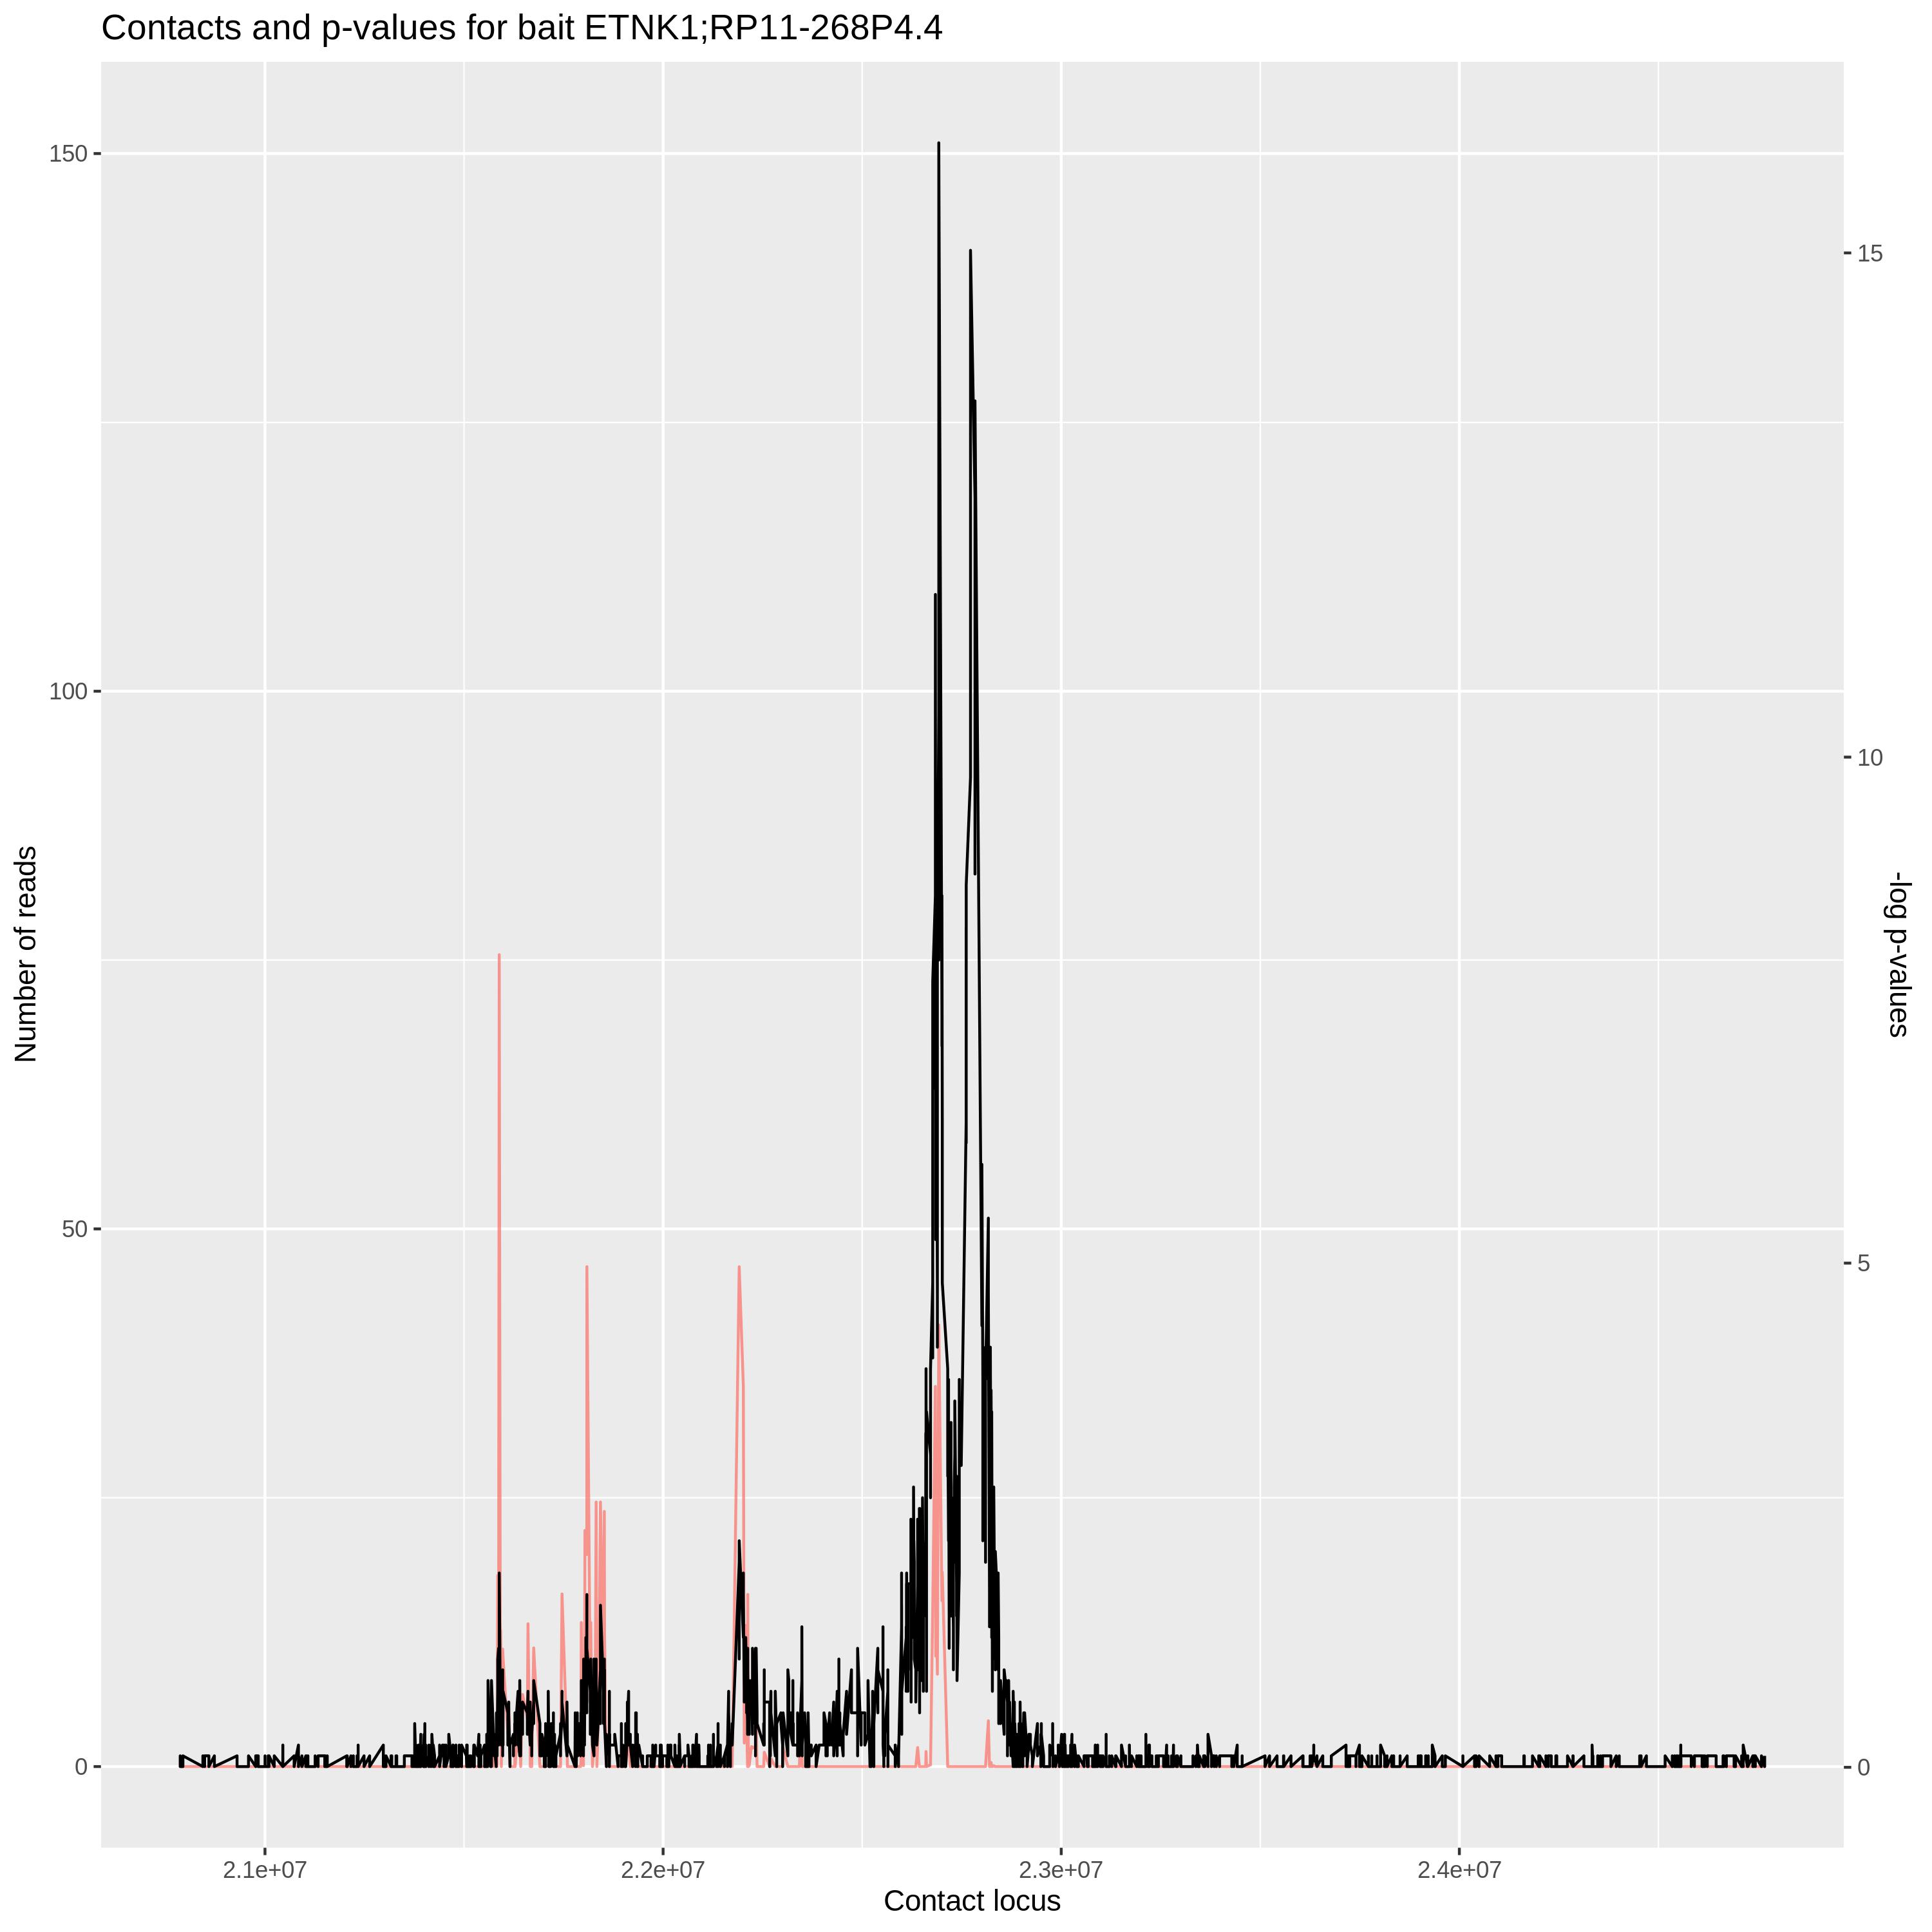 Contacts and p-values for bait ETNK1;RP11-268P4.4
150
100
50
0
Number of reads
15
10
5
0
-log p-values
2.1e+07
2.2e+07
2.3e+07
2.4e+07
Contact locus